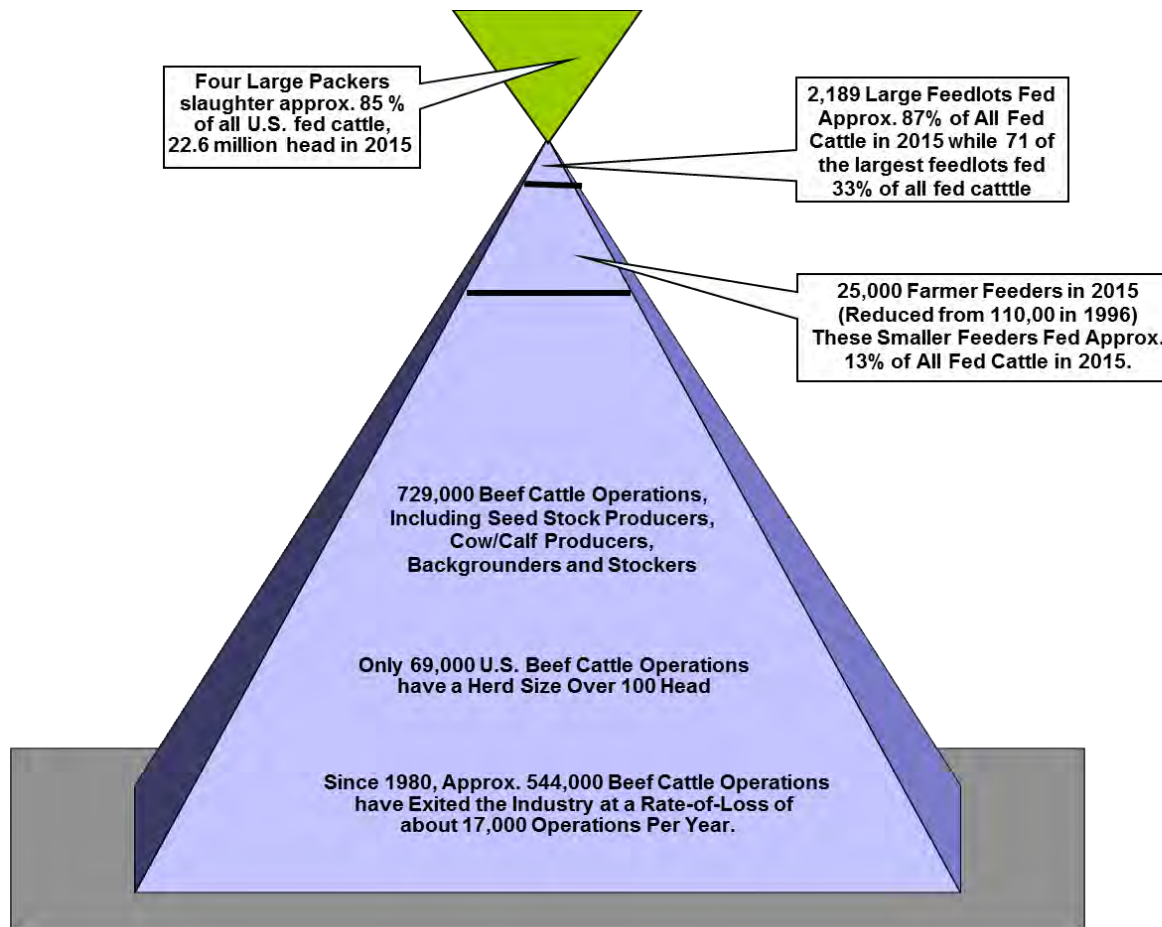 Four Large Packers
slaughter approx. 85 %
of all U.S. fed cattle,
22.6 million head in 2015
2,189 Large Feedlots Fed
Approx. 87% of All Fed
Cattle in 2015 while 71 of
the largest feedlots fed
33% of all fed catttle
25,000 Farmer Feeders in 2015
(Reduced from 110,00 in 1996)
These Smaller Feeders Fed Approx.
13% of All Fed Cattle in 2015.
729,000 Beef Cattle Operations,
Including Seed Stock Producers,
Cow/Calf Producers,
Backgrounders and Stockers
Only 69,000 U.S. Beef Cattle Operations
have a Herd Size Over 100 Head
Since 1980, Approx. 544,000 Beef Cattle Operations
have Exited the Industry at a Rate-of-Loss of
about 17,000 Operations Per Year.